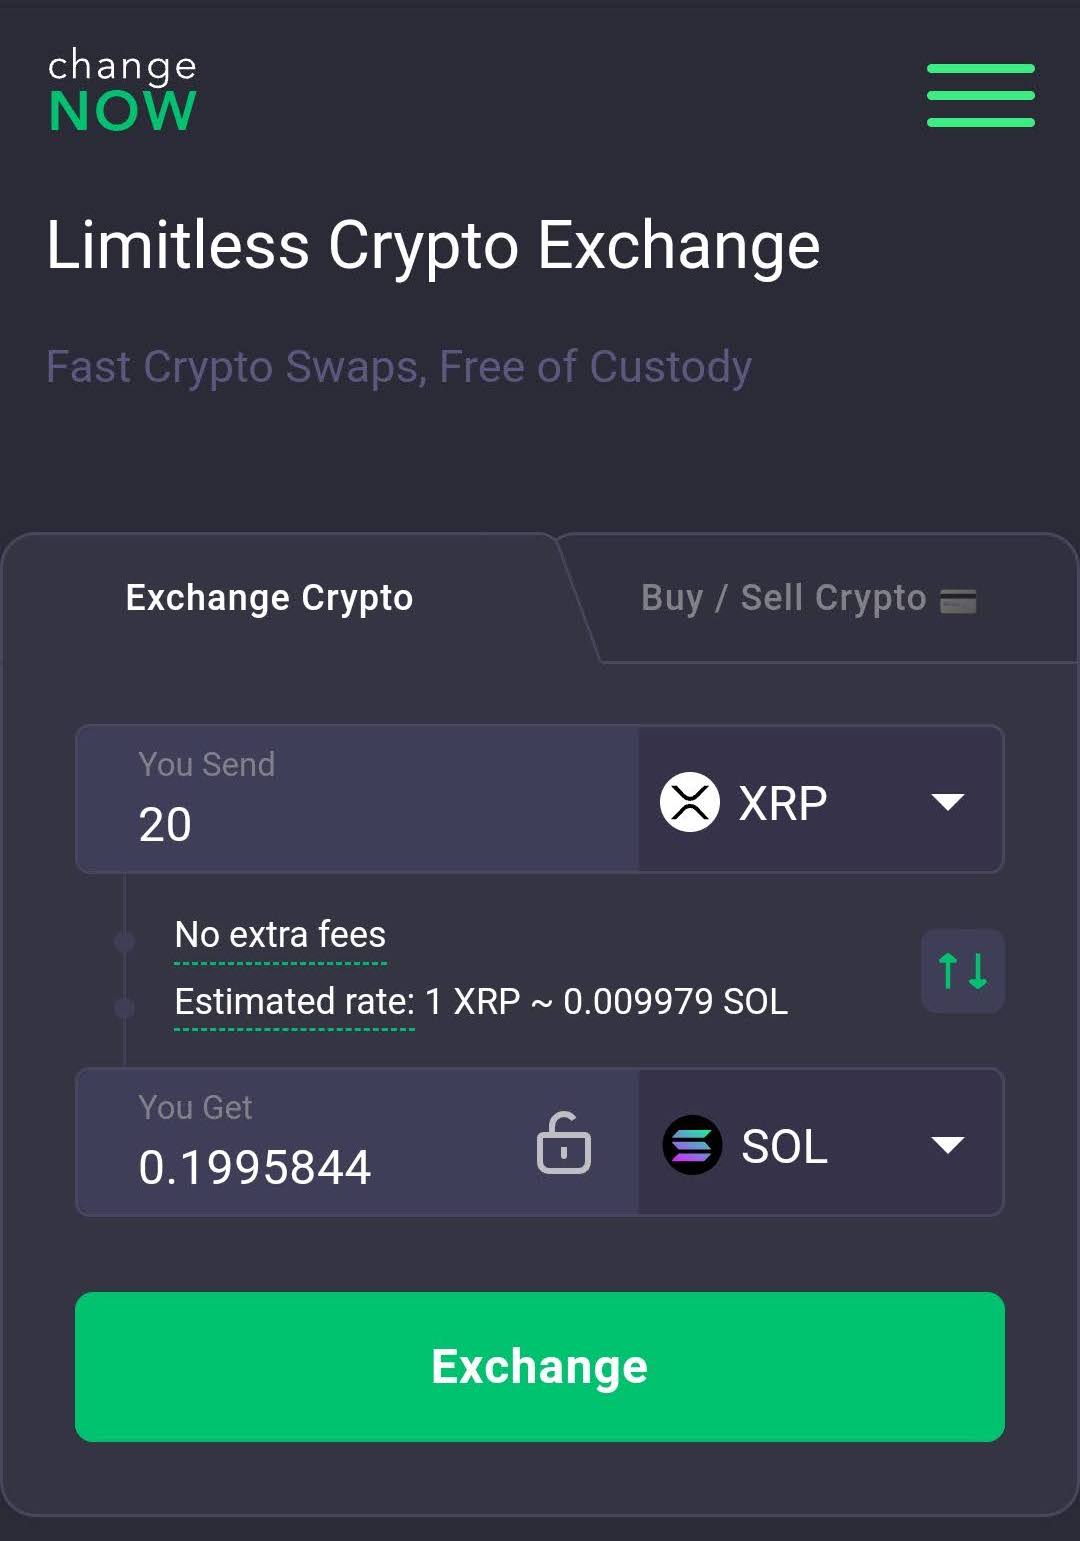 change
NOW
Limitless Crypto Exchange
Fast Crypto Swaps, Free of Custody
Exchange Crypto
Buy / Sell Crypto
You Send
20
XRP
No extra fees
Estimated rate: 1 XRP ~ 0.009979 SOL
You Get
0.1995844
SOL
Exchange